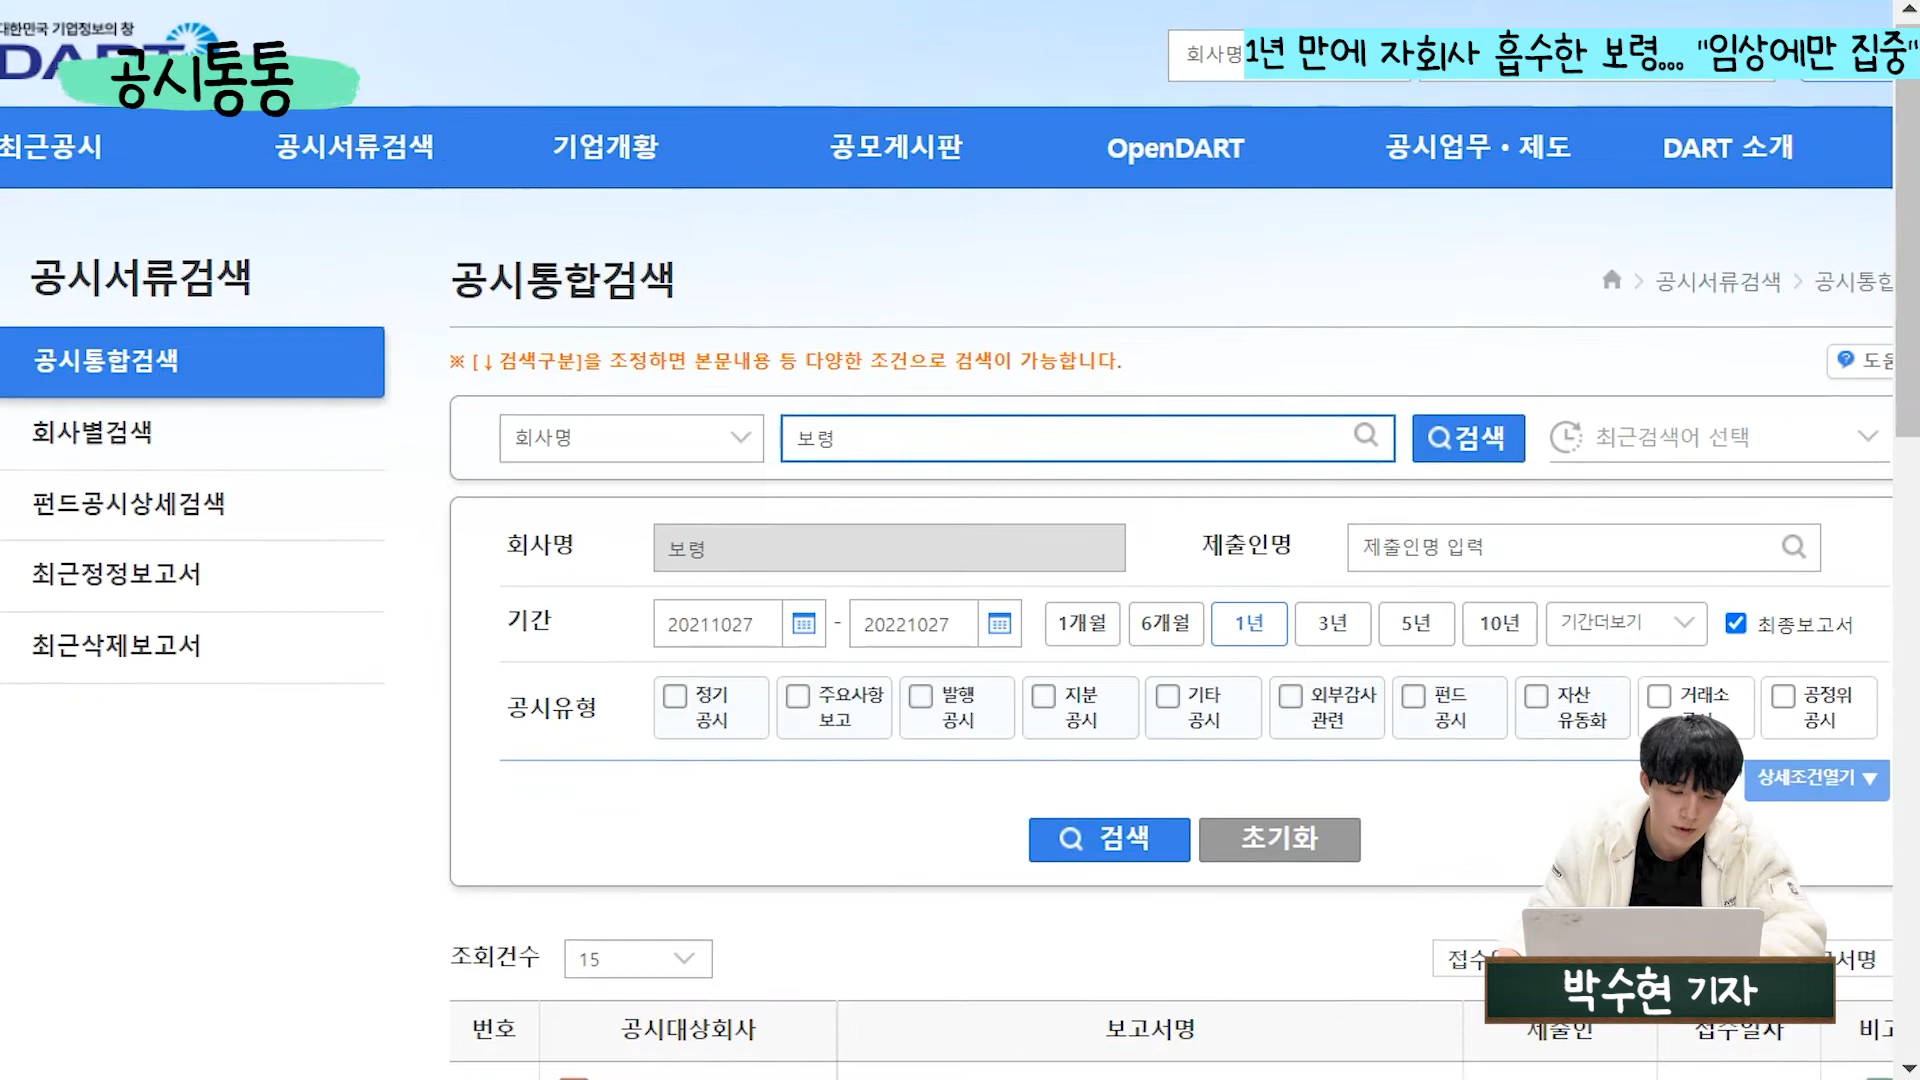 대한민국 기업정보의 창
공시통통
회사명
1년 만에 자회사 흡수한 보령... "임상에만 집중"
최근공시 공시서류검색 기업개황 공모게시판 OpenDART 공시업무·제도 DART 소개
공시서류검색
공시통합검색
회사별검색
펀드공시상세검색
최근정정보고서
최근삭제보고서
공시통합검색
공시서류검색 > 공시통합
※ [↓검색구분]을 조정하면 본문내용 등 다양한 조건으로 검색이 가능합니다.
회사명 보령 검색 최근검색어 선택
회사명 보령 제출인명 제출인명 입력
기간 20211027 - 20221027 1개월 6개월 1년 3년 5년 10년 기간더보기 최종보고서
공시유형 정기 공시 주요사항 보고 발행 공시 지분 공시 기타 공시 외부감사 관련 펀드 공시 자산 유동화 거래소 공정위 공시
상세조건열기 ▼
검색 초기화
조회건수 15
박수현 기자
번호 공시대상회사 보고서명 제출인 접수일자 비고